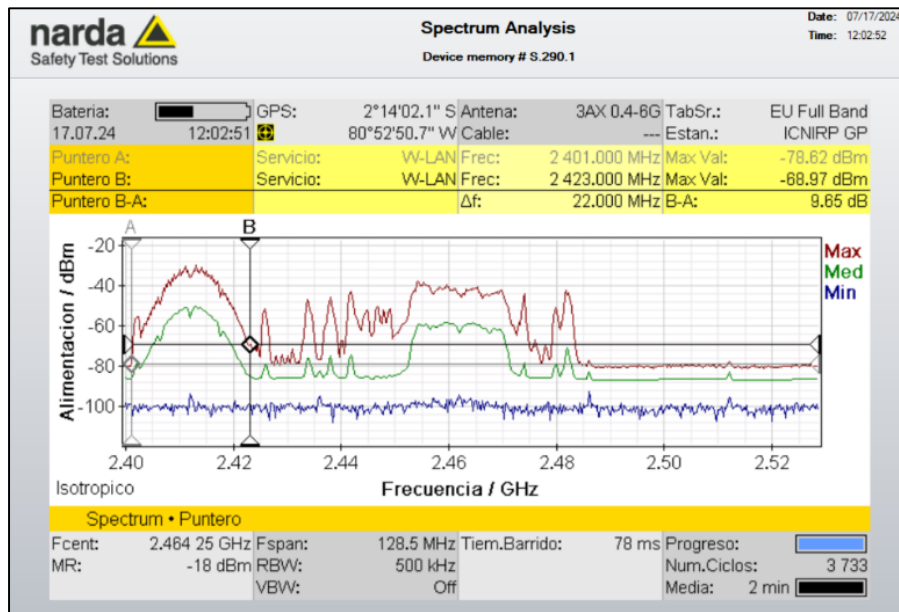 narda
Safety Test Solutions
Spectrum Analysis
Device memory # S.290.1
Date: 07/17/2024
Time: 12:02:52
Bateria: GPS: 2°14'02.1" S Antena: 3AX 0.4-6G TabSr.: EU Full Band
17.07.24 12:02:51 80°52'50.7" W Cable: --- Estan.: ICNIRP GP
Puntero A: Servicio: W-LAN Frec: 2 401.000 MHz Max Val: -78.62 dBm
Puntero B: Servicio: W-LAN Frec: 2 423.000 MHz Max Val: -68.97 dBm
Puntero B-A: Δf: 22.000 MHz B-A: 9.65 dB
A B
Alimentacion / dBm
-20
-40
-60
-80
-100
Max
Med
Min
2.40 2.42 2.44 2.46 2.48 2.50 2.52
Isotropico Frecuencia / GHz
Spectrum • Puntero
Fcent: 2.464 25 GHz Fspan: 128.5 MHz Tiem.Barrido: 78 ms Progreso:
MR: -18 dBm RBW: 500 kHz Num.Ciclos: 3 733
VBW: Off Media: 2 min